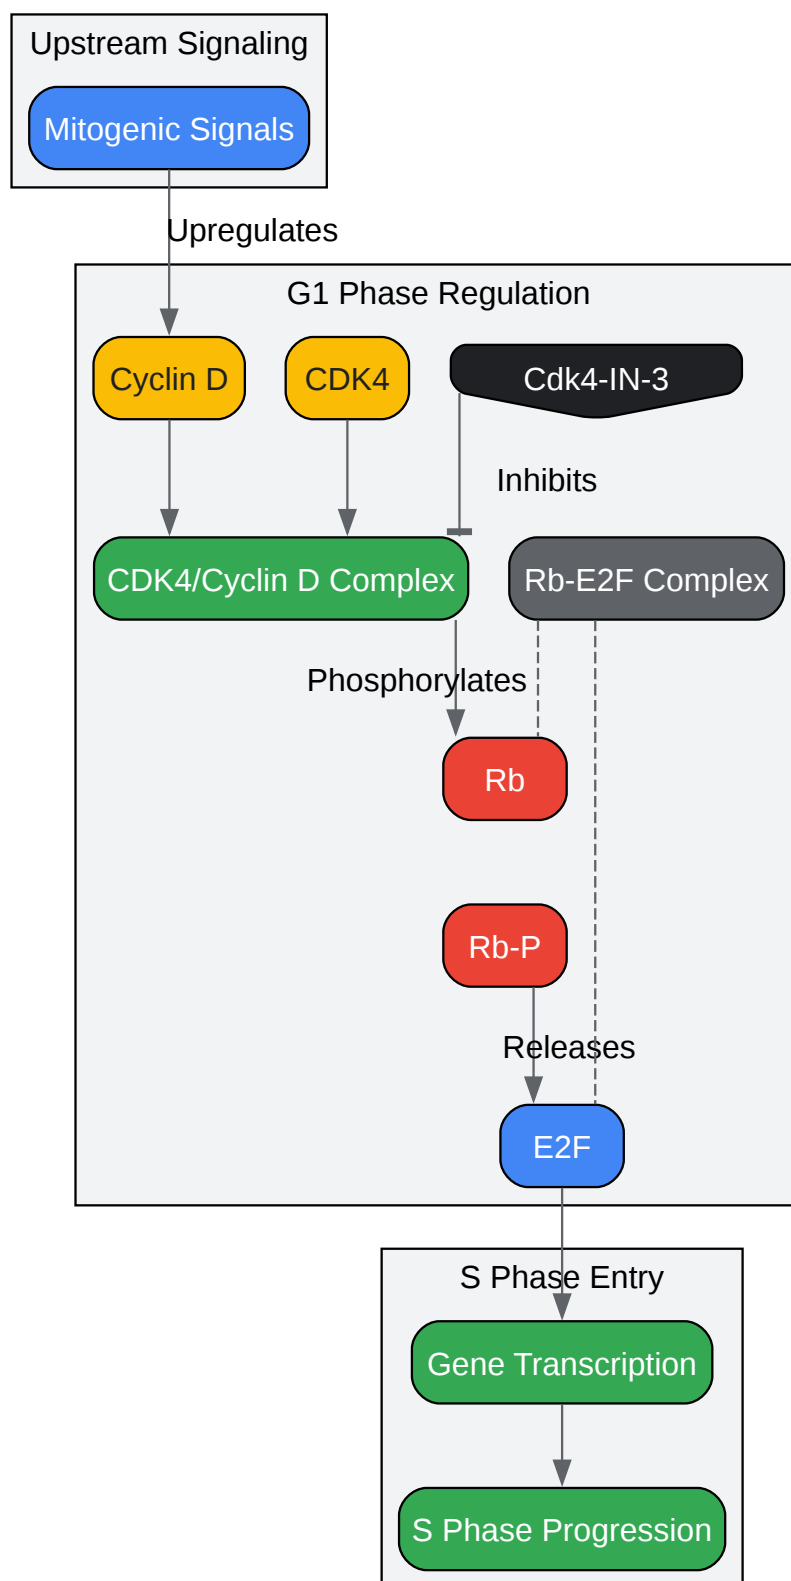 Upstream Signaling
Mitogenic Signals
Upregulates
G1 Phase Regulation
Cyclin D
CDK4
Cdk4-IN-3
Inhibits
CDK4/Cyclin D Complex
Rb-E2F Complex
Phosphorylates
Rb
Rb-P
Releases
E2F
S Phase Entry
Gene Transcription
S Phase Progression